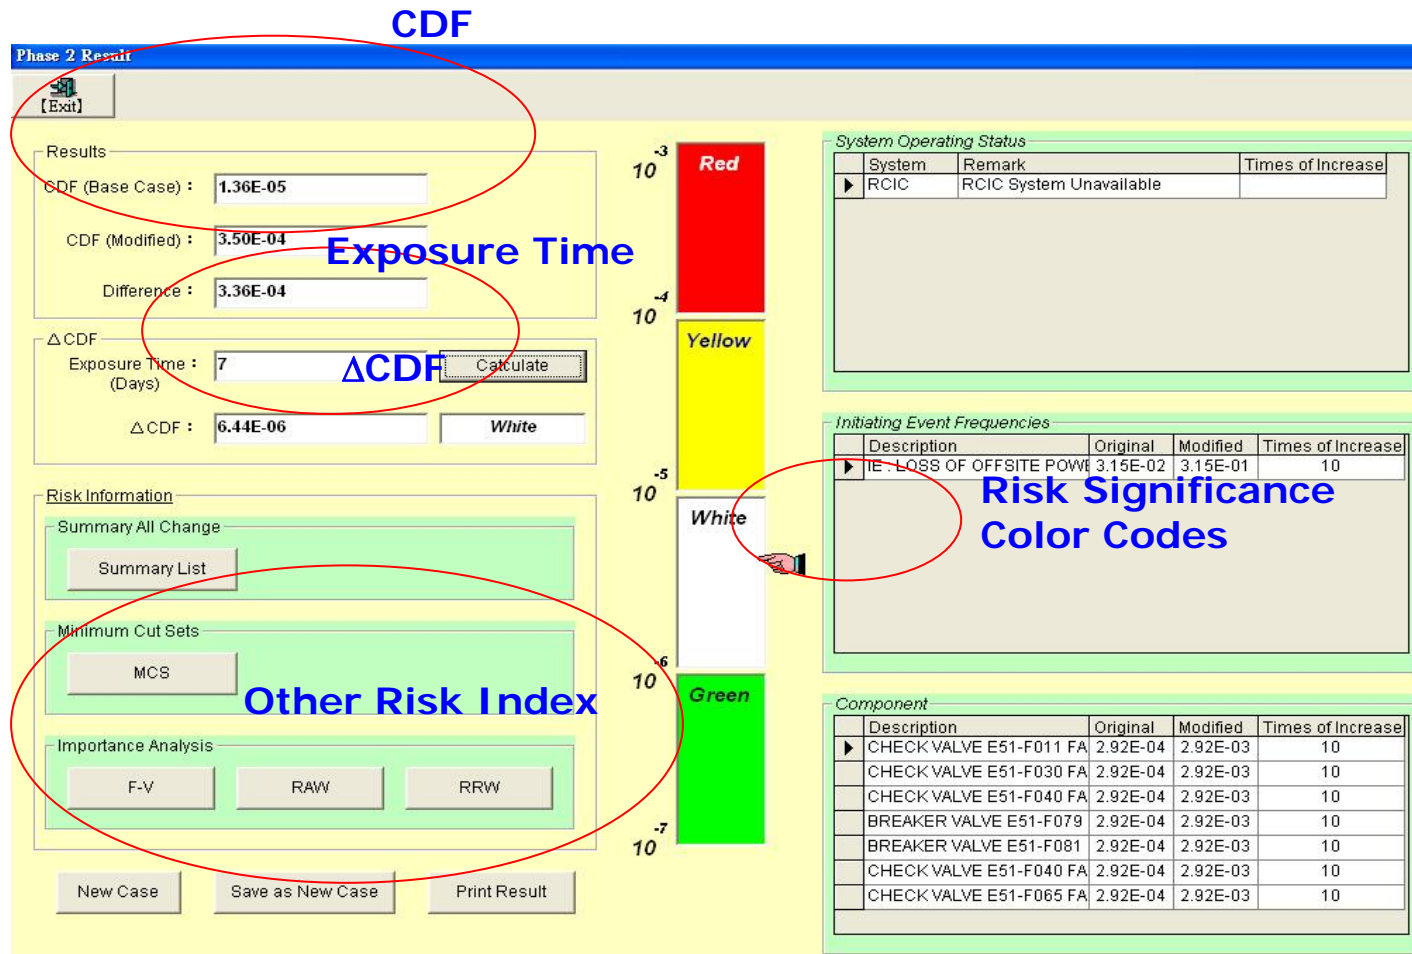 CDF
Phase 2 Result
【Exit】
Results
CDF (Base Case) : 1.36E-05
CDF (Modified) : 3.50E-04
Exposure Time
Difference : 3.36E-04
△CDF
Exposure Time : 7
(Days)
ΔCDF
Catculate
△CDF : 6.44E-06 White
Risk Information
Summary All Change
Summary List
Minimum Cut Sets
MCS
Other Risk Index
Importance Analysis
F-V RAW RRW
New Case Save as New Case Print Result
10 -3
Red
10 -4
Yellow
10 -5
White
10 -6
Green
10 -7
System Operating Status
System Remark Times of Increase
RCIC RCIC System Unavailable
Initiating Event Frequencies
Description Original Modified Times of Increase
IE : LOSS OF OFFSITE POWE 3.15E-02 3.15E-01 10
Risk Significance
Color Codes
Component
Description Original Modified Times of Increase
CHECK VALVE E51-F011 FA 2.92E-04 2.92E-03 10
CHECK VALVE E51-F030 FA 2.92E-04 2.92E-03 10
CHECK VALVE E51-F040 FA 2.92E-04 2.92E-03 10
BREAKER VALVE E51-F079 2.92E-04 2.92E-03 10
BREAKER VALVE E51-F081 2.92E-04 2.92E-03 10
CHECK VALVE E51-F040 FA 2.92E-04 2.92E-03 10
CHECK VALVE E51-F065 FA 2.92E-04 2.92E-03 10